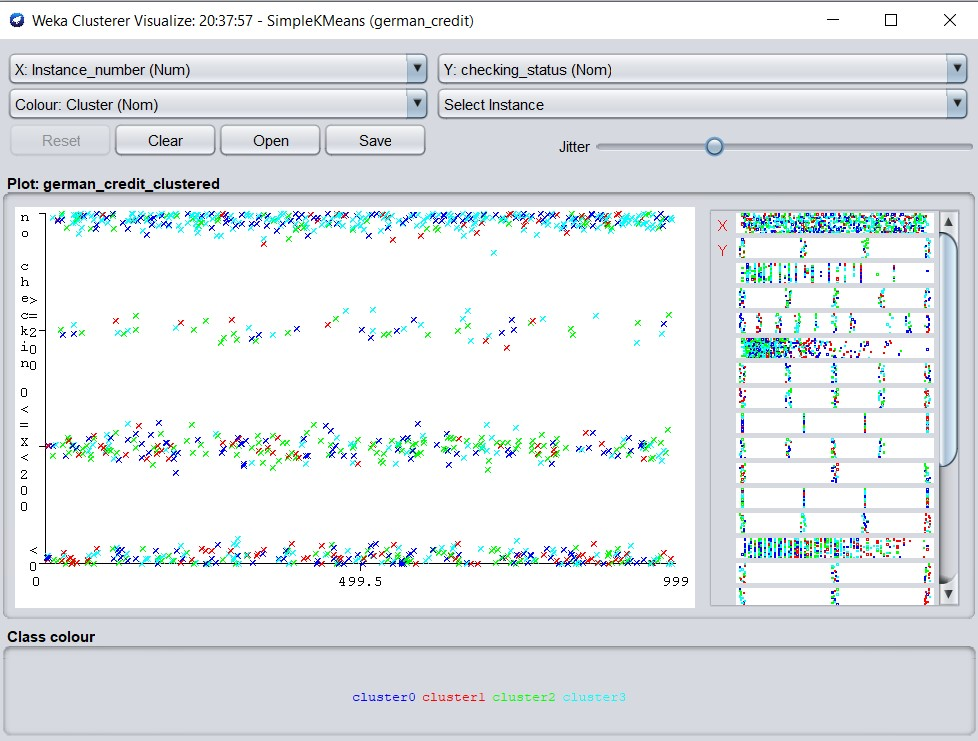 Weka Clusterer Visualize: 20:37:57 - SimpleKMeans (german_credit)
X: Instance_number (Num)
Y: checking_status (Nom)
Colour: Cluster (Nom)
Select Instance
Reset
Clear
Open
Save
Jitter
Plot: german_credit_clustered
no checkin
>=200
0<=X<200
<0
0
499.5
999
X
Y
Class colour
cluster0 cluster1 cluster2 cluster3